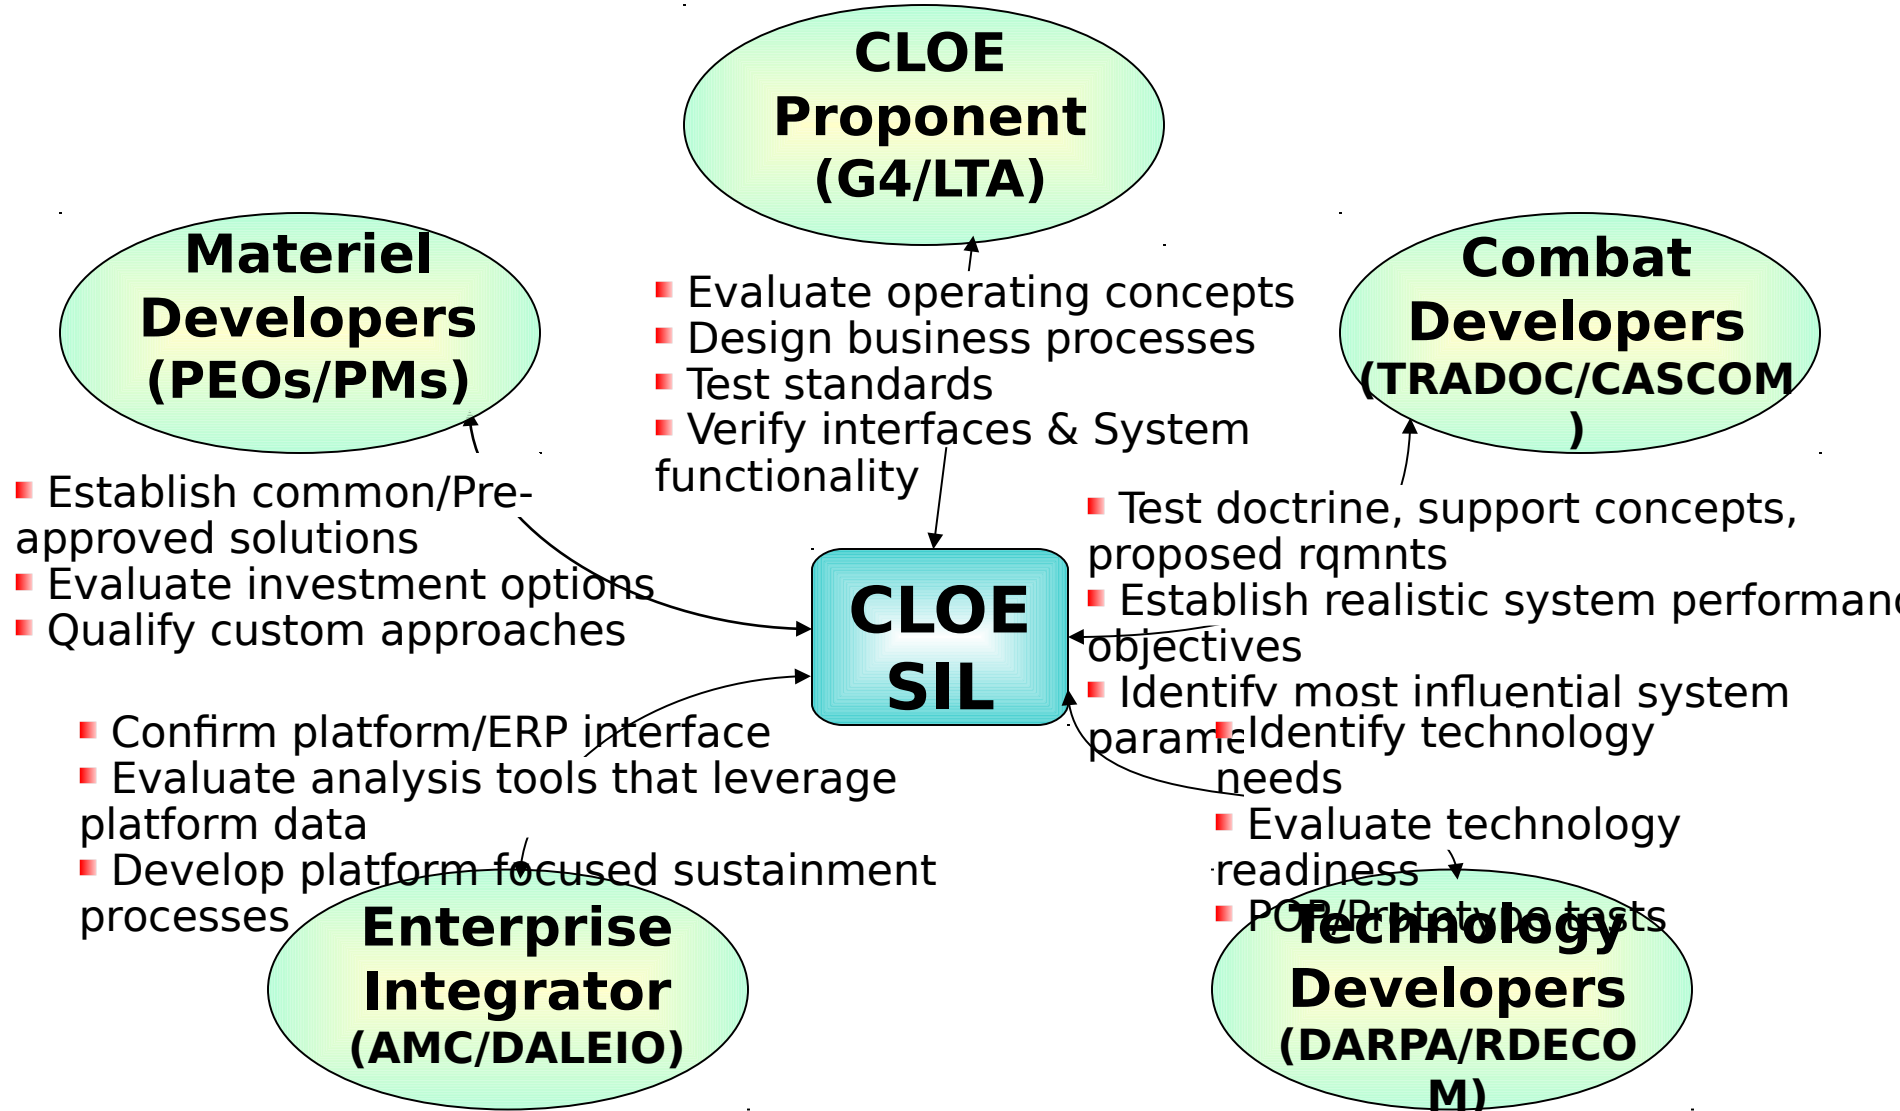 CLOE
Proponent
(G4/LTA)
Materiel
Developers
(PEOs/PMs)
Combat
Developers
(TRADOC/CASCOM
)
Evaluate operating concepts
Design business processes
Test standards
Verify interfaces & System
functionality
Establish common/Pre-
approved solutions
Evaluate investment options
Qualify custom approaches
Test doctrine, support concepts,
proposed rqmnts
Establish realistic system
objectives
Identify most influential system
CLOE
SIL
Confirm platform/ERP interface
Evaluate analysis tools that leverage
platform data
Develop platform focused sustainment
processes
Identify technology
needs
Evaluate technology
readiness
POP/Prototype tests
Enterprise
Integrator
(AMC/DALEIO)
Technology
Developers
(DARPA/RDECO
M)